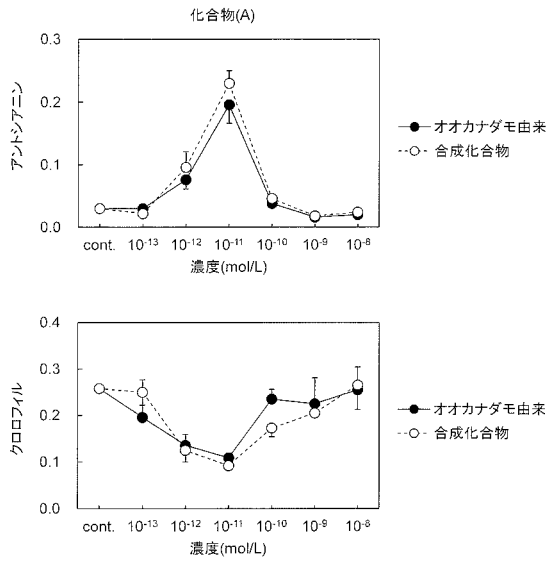 化合物(A)
0.3
0.2
0.1
0.0
アントシアニン
cont. 10-13 10-12 10-11 10-10 10-9 10-8
濃度(mol/L)
オオカナダモ由来
合成化合物
0.4
0.3
0.2
0.1
0.0
クロロフィル
cont. 10-13 10-12 10-11 10-10 10-9 10-8
濃度(mol/L)
オオカナダモ由来
合成化合物